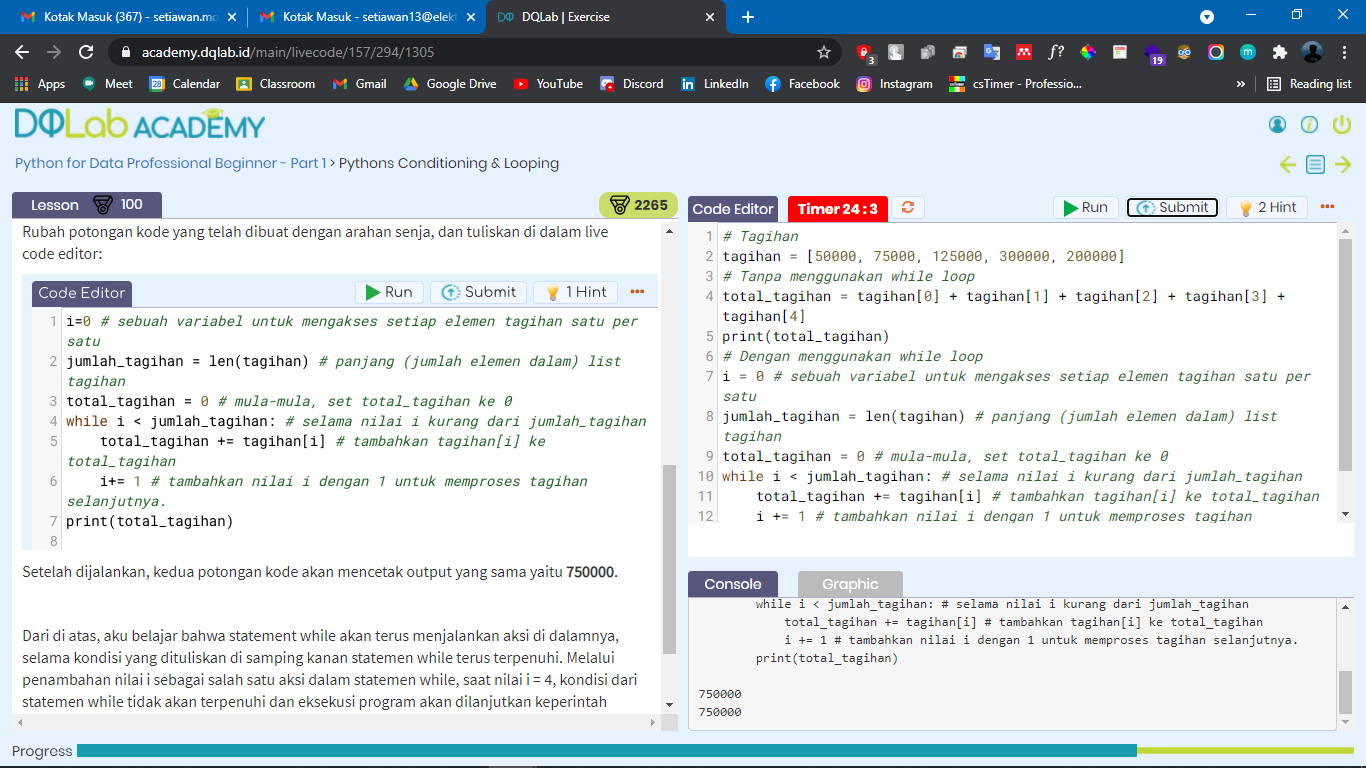 Kotak Masuk (367) - setiawan.mo
Kotak Masuk - setiawan13@elekt
DQLab | Exercise
academy.dqlab.id/main/livecode/157/294/1305
3
19
Apps
Meet
28
Calendar
Classroom
Gmail
Google Drive
YouTube
Discord
LinkedIn
Facebook
Instagram
csTimer - Professio...
»
Reading list
DQLab ACADEMY
Python for Data Professional Beginner - Part 1 > Pythons Conditioning & Looping
Lesson 100
2265
Rubah potongan kode yang telah dibuat dengan arahan senja, dan tuliskan di dalam live
code editor:
Code Editor
Run
Submit
1 Hint
1 i=0 # sebuah variabel untuk mengakses setiap elemen tagihan satu per
satu
2 jumlah_tagihan = len(tagihan) # panjang (jumlah elemen dalam) list
tagihan
3 total_tagihan = 0 # mula-mula, set total_tagihan ke 0
4 while i < jumlah_tagihan: # selama nilai i kurang dari jumlah_tagihan
5 total_tagihan += tagihan[i] # tambahkan tagihan[i] ke
total_tagihan
6 i+= 1 # tambahkan nilai i dengan 1 untuk memproses tagihan
selanjutnya.
7 print(total_tagihan)
8
Setelah dijalankan, kedua potongan kode akan mencetak output yang sama yaitu 750000.
Dari di atas, aku belajar bahwa statement while akan terus menjalankan aksi di dalamnya,
selama kondisi yang dituliskan di samping kanan statemen while terus terpenuhi. Melalui
penambahan nilai i sebagai salah satu aksi dalam statemen while, saat nilai i = 4, kondisi dari
statemen while tidak akan terpenuhi dan eksekusi program akan dilanjutkan keperintah
Code Editor
Timer 24 : 3
Run
Submit
2 Hint
1 # Tagihan
2 tagihan = [50000, 75000, 125000, 300000, 200000]
3 # Tanpa menggunakan while loop
4 total_tagihan = tagihan[0] + tagihan[1] + tagihan[2] + tagihan[3] +
tagihan[4]
5 print(total_tagihan)
6 # Dengan menggunakan while loop
7 i = 0 # sebuah variabel untuk mengakses setiap elemen tagihan satu per
satu
8 jumlah_tagihan = len(tagihan) # panjang (jumlah elemen dalam) list
tagihan
9 total_tagihan = 0 # mula-mula, set total_tagihan ke 0
10 while i < jumlah_tagihan: # selama nilai i kurang dari jumlah_tagihan
11 total_tagihan += tagihan[i] # tambahkan tagihan[i] ke total_tagihan
12 i += 1 # tambahkan nilai i dengan 1 untuk memproses tagihan
Console
Graphic
while i < jumlah_tagihan: # selama nilai i kurang dari jumlah_tagihan
total_tagihan += tagihan[i] # tambahkan tagihan[i] ke total_tagihan
i += 1 # tambahkan nilai i dengan 1 untuk memproses tagihan selanjutnya.
print(total_tagihan)
750000
750000
Progress